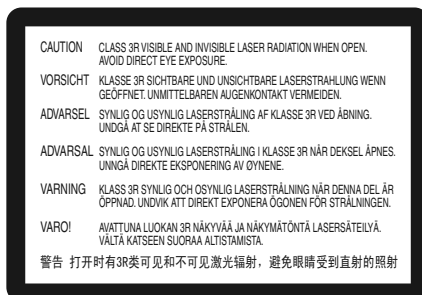 CAUTION CLASS 3R VISIBLE AND INVISIBLE LASER RADIATION WHEN OPEN.
AVOID DIRECT EYE EXPOSURE.
VORSICHT KLASSE 3R SICHTBARE UND UNSICHTBARE LASERSTRAHLUNG WENN
GEÖFFNET. UNMITTELBAREN AUGENKONTAKT VERMEIDEN.
ADVARSEL SYNLIG OG USYNLIG LASERSTRÅLING AF KLASSE 3R VED ÅBNING.
UNDGÅ AT SE DIREKTE PÅ STRÅLEN.
ADVARSAL SYNLIG OG USYNLIG LASERSTRÅLING I KLASSE 3R NÅR DEKSEL ÅPNES.
UNNGÅ DIREKTE EKSPONERING AV ØYNENE.
VARNING KLASS 3R SYNLIG OCH OSYNLIG LASERSTRÅLNING NÄR DENNA DEL ÄR
ÖPPNAD. UNDVIK ATT DIREKT EXPONERA ÖGONEN FÖR STRÅLNINGEN.
VARO! AVATTUNA LUOKAN 3R NÄKYVÄÄ JA NÄKYMÄTÖNTÄ LASERSÄTEILYÄ.
VÄLTÄ KATSEEN SUORAA ALTISTAMISTA.
警告 打开时有3R类可见和不可见激光辐射，避免眼睛受到直射的照射